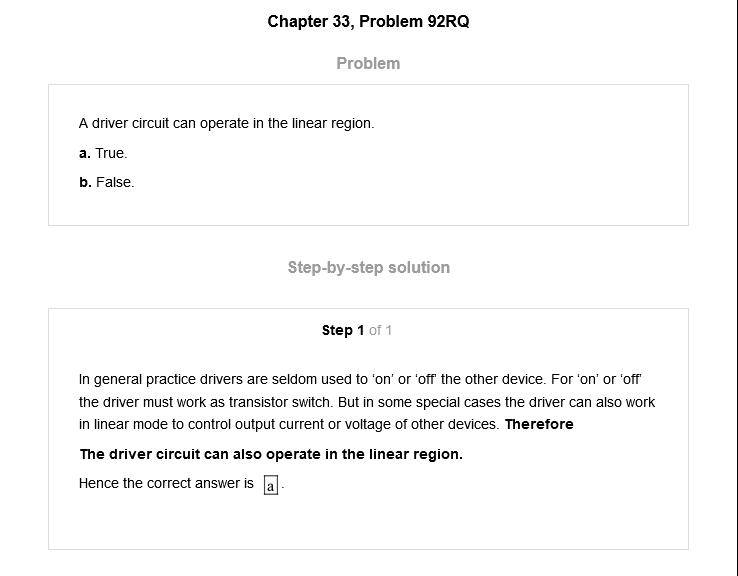 Chapter 33, Problem 92RQ
Problem
A driver circuit can operate in the linear region.
a. True.
b. False.
Step-by-step solution
Step 1 of 1
In general practice drivers are seldom used to ‘on’ or ‘off’ the other device. For ‘on’ or ‘off’
the driver must work as transistor switch. But in some special cases the driver can also work
in linear mode to control output current or voltage of other devices. Therefore
The driver circuit can also operate in the linear region.
Hence the correct answer is a .